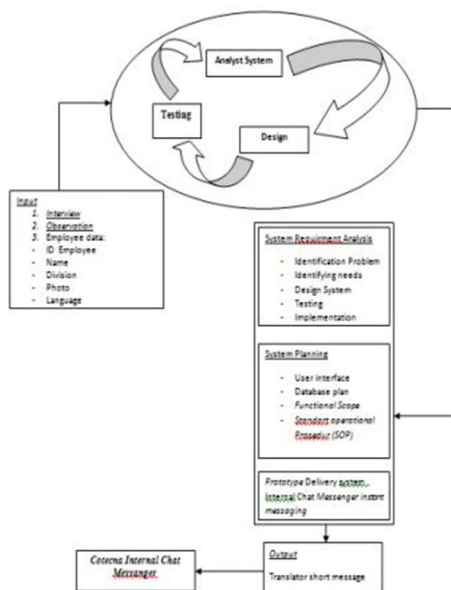 Analyst System
Testing
Design
Input
1. Interview
2. Observation
3. Employee data:
- ID Employee
- Name
- Division
- Photo
- Language
System Requirment Analysis
- Identification Problem
- Identifying needs
- Design System
- Testing
- Implementation
System Planning
- User interface
- Database plan
- Functional Scope
- Standart operational
Prosedur (SOP)
Prototype Delivery system
Internal Chat Messenger instant
messaging
Output
Translator short message
Cotecna Internal Chat
Messanger